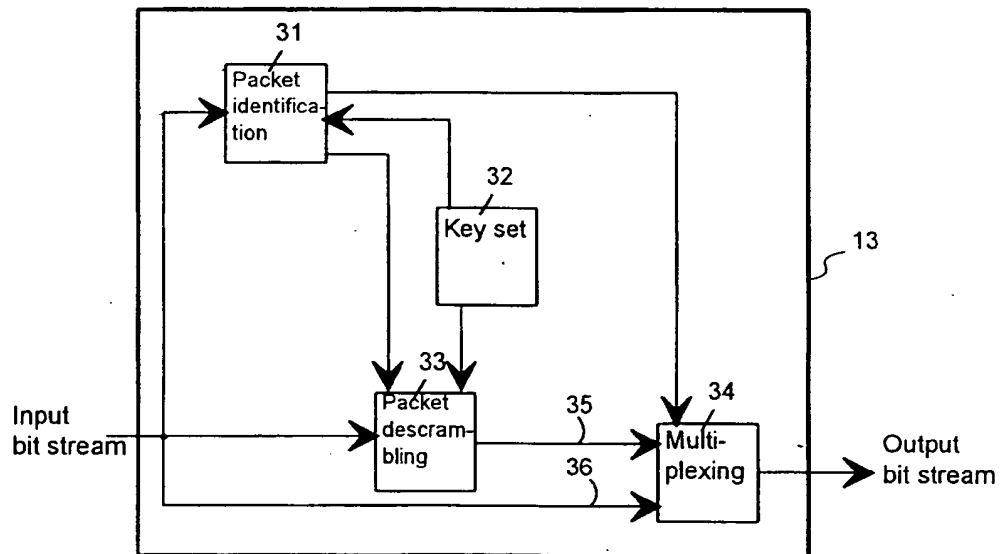 31
Packet
identifica-
tion
32
Key set
13
33
Packet
descram-
bling
35
34
Multi-
plexing
36
Input
bit stream
Output
bit stream